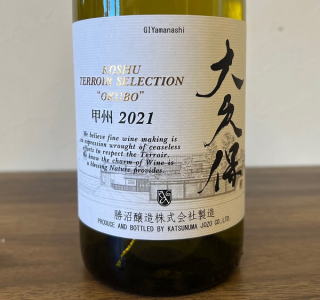 GIYamanashi
KOSHU
TERROIR SELECTION
"OKUBO"
大久保
甲州 2021
We believe fine wine making is
an expression wrought of ceaseless
efforts to respect the Terroir.
We know the charm of Wine is
a blessing Nature provides.
勝沼醸造株式会社製造
PRODUCE AND BOTTLED BY KATSUNUMA JOZO CO.,LTD.